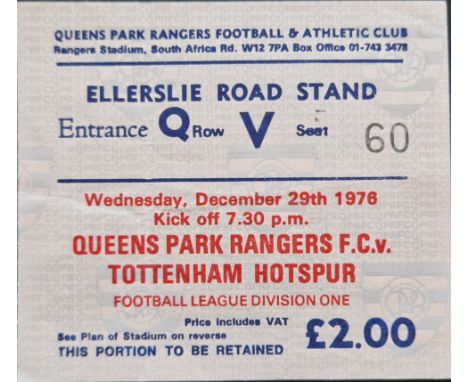 QUEENS PARK RANGERS FOOTBALL & ATHLETIC CLUB
Rangers Stadium, South Africa Rd. W12 7PA Box Office 01-743 3478
ELLERSLIE ROAD STAND
Entrance Q Row V Seat 60
Wednesday, December 29th 1976
Kick off 7.30 p.m.
QUEENS PARK RANGERS F.C.v.
TOTTENHAM HOTSPUR
FOOTBALL LEAGUE DIVISION ONE
Price includes VAT
See Plan of Stadium on reverse
£2.00
THIS PORTION TO BE RETAINED